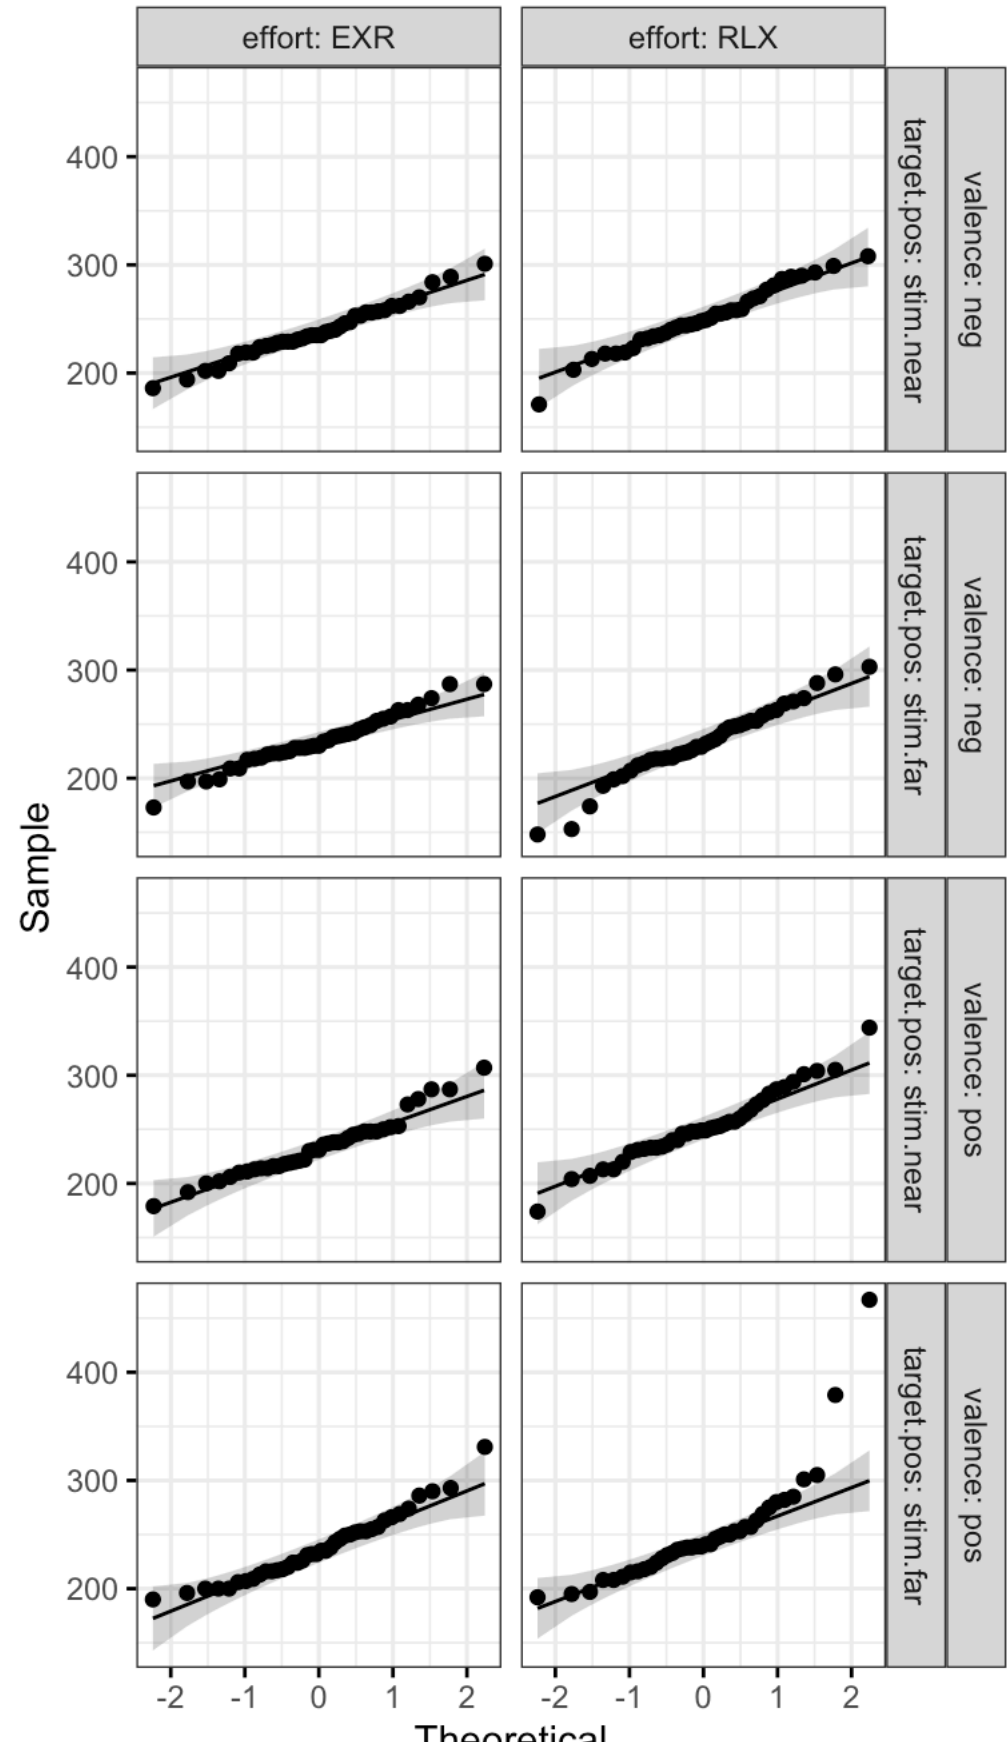 effort: EXR
effort: RLX
400
300
200
target.pos: stim.near
valence: neg
400
300
200
target.pos: stim.far
valence: neg
Sample
400
300
200
target.pos: stim.near
valence: pos
400
300
200
target.pos: stim.far
valence: pos
-2 -1 0 1 2
-2 -1 0 1 2
Theoretical